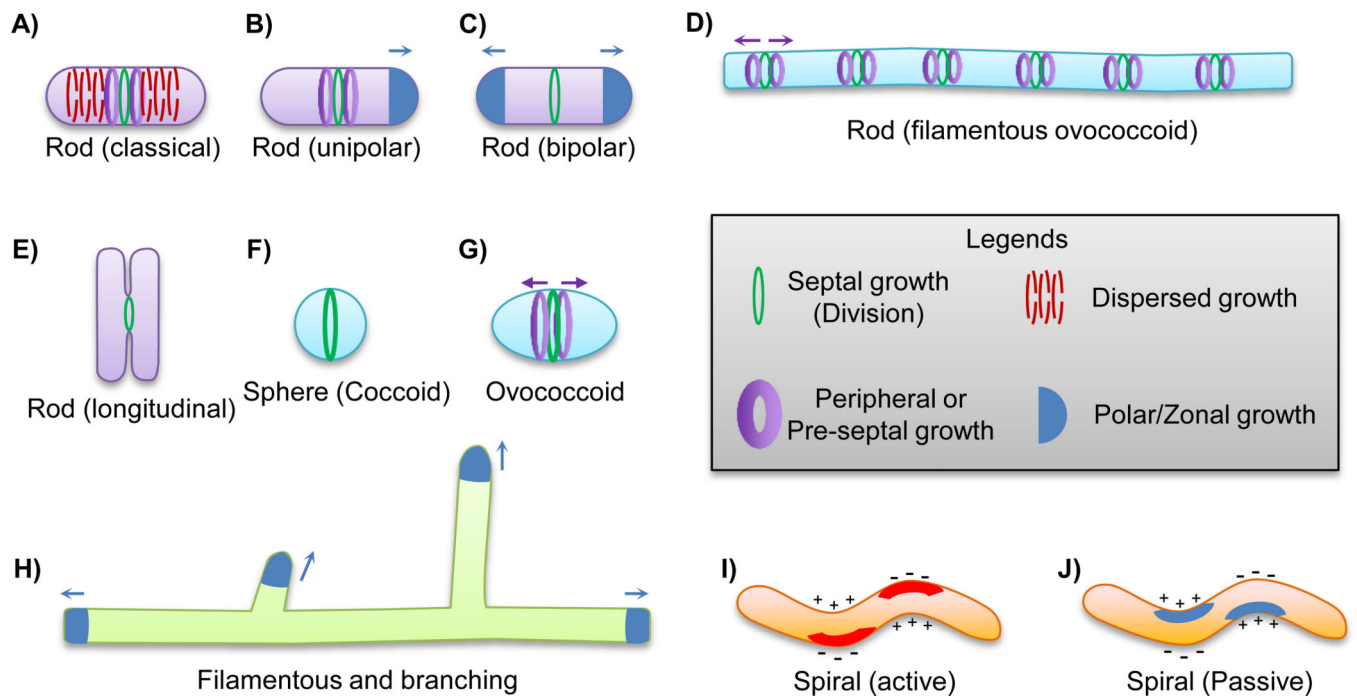 A)
B)
C)
D)
Rod (classical)
Rod (unipolar)
Rod (bipolar)
Rod (filamentous ovococcoid)
E)
F)
G)
Rod (longitudinal)
Sphere (Coccoid)
Ovococcoid
Legends
Septal growth
(Division)
Dispersed growth
Peripheral or
Pre-septal growth
Polar/Zonal growth
H)
Filamentous and branching
I)
- - -
+ + +
+ + +
- - -
Spiral (active)
J)
- - -
+ + +
+ + +
- - -
Spiral (Passive)